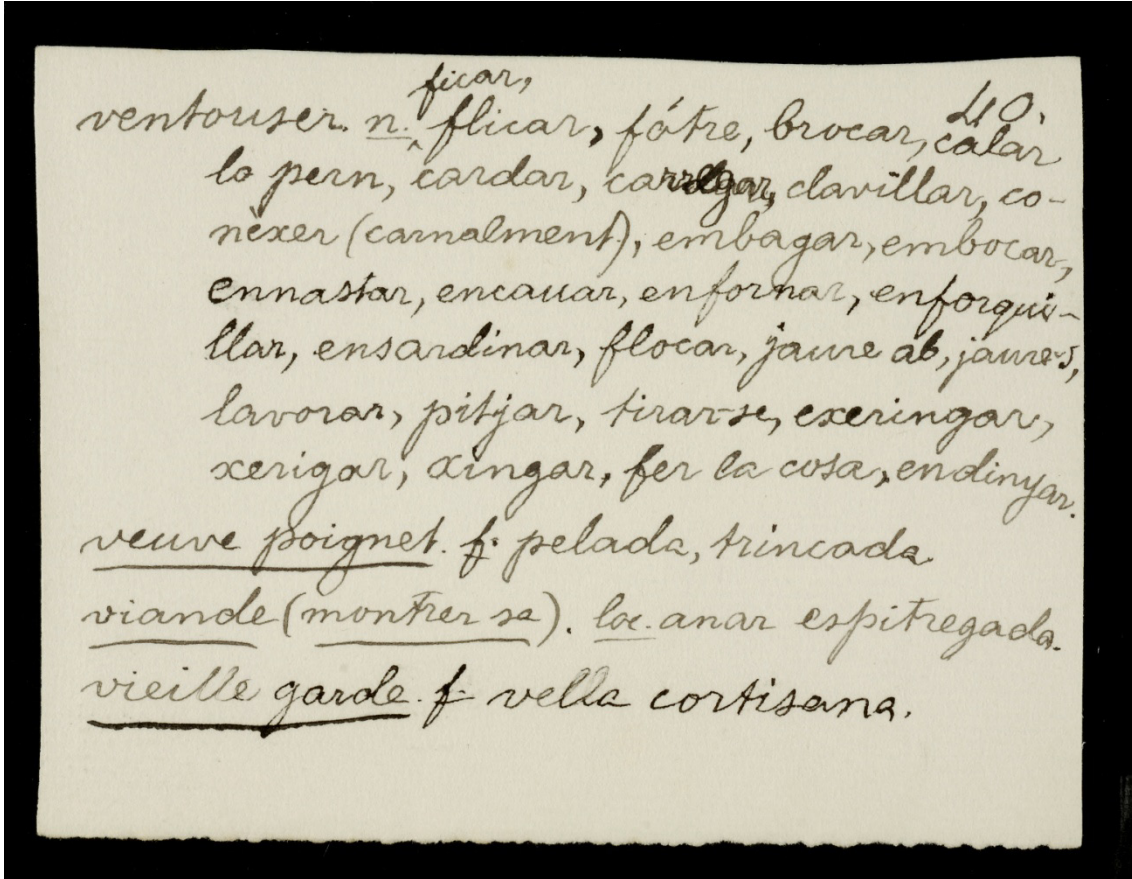 ficar,
40.
ventouser. n. flicar, fótre, brocar, calar
lo pern, cardar, carregar, clavillar, co-
nèxer (carnalment), embagar, embocar,
ennastar, encauar, enfornar, enforqui-
llar, ensardinar, flocar, jaure ab, jaure's,
lavorar, pitjar, tirar-se, exeringar,
xerigar, xingar, fer la cosa, endinyar.
veuve poignet. f. pelada, trincada
viande (montrer sa). loc. anar espitregada.
vieille garde. f. vella cortisana.